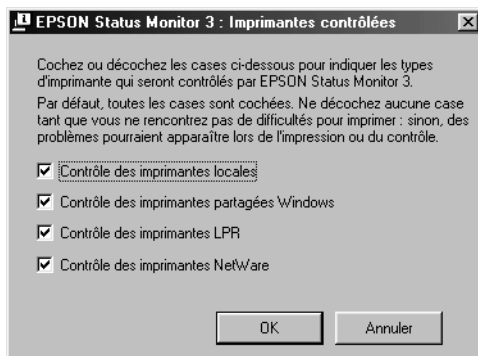 EPSON Status Monitor 3 : Imprimantes contrôlées
Cochez ou décochez les cases ci-dessous pour indiquer les types
d'imprimante qui seront contrôlés par EPSON Status Monitor 3.
Par défaut, toutes les cases sont cochées. Ne décochez aucune case
tant que vous ne rencontrez pas de difficultés pour imprimer : sinon, des
problèmes pourraient apparaître lors de l'impression ou du contrôle.
Contrôle des imprimantes locales
Contrôle des imprimantes partagées Windows
Contrôle des imprimantes LPR
Contrôle des imprimantes NetWare
OK
Annuler